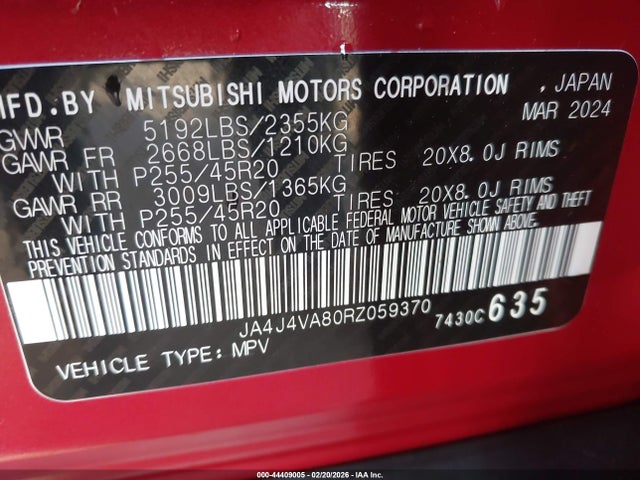 MFD. BY MITSUBISHI MOTORS CORPORATION , JAPAN
MAR 2024
GVWR 5192LBS/2355KG
GAWR FR 2668LBS/1210KG
WITH P255/45R20 TIRES 20X8.0J RIMS
GAWR RR 3009LBS/1365KG
WITH P255/45R20 TIRES 20X8.0J RIMS
THIS VEHICLE CONFORMS TO ALL APPLICABLE FEDERAL MOTOR VEHICLE SAFETY AND THEFT
PREVENTION STANDARDS IN EFFECT ON THE DATE OF MANUFACTURE SHOWN ABOVE.
JA4J4VA80RZ059370 7430C 635
VEHICLE TYPE: MPV
000-44409005 - 02/20/2026 - IAA Inc.